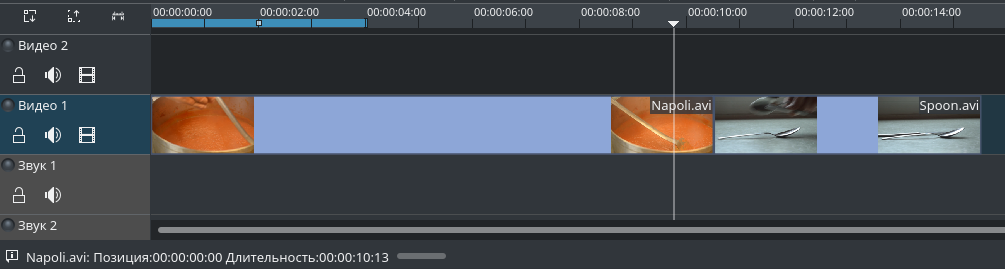 00:00:00:00 00:00:02:00 00:00:04:00 00:00:06:00 00:00:08:00 00:00:10:00 00:00:12:00 00:00:14:00
Видео 2
Видео 1
Napoli.avi
Spoon.avi
Звук 1
Звук 2
Napoli.avi: Позиция:00:00:00:00 Длительность:00:00:10:13